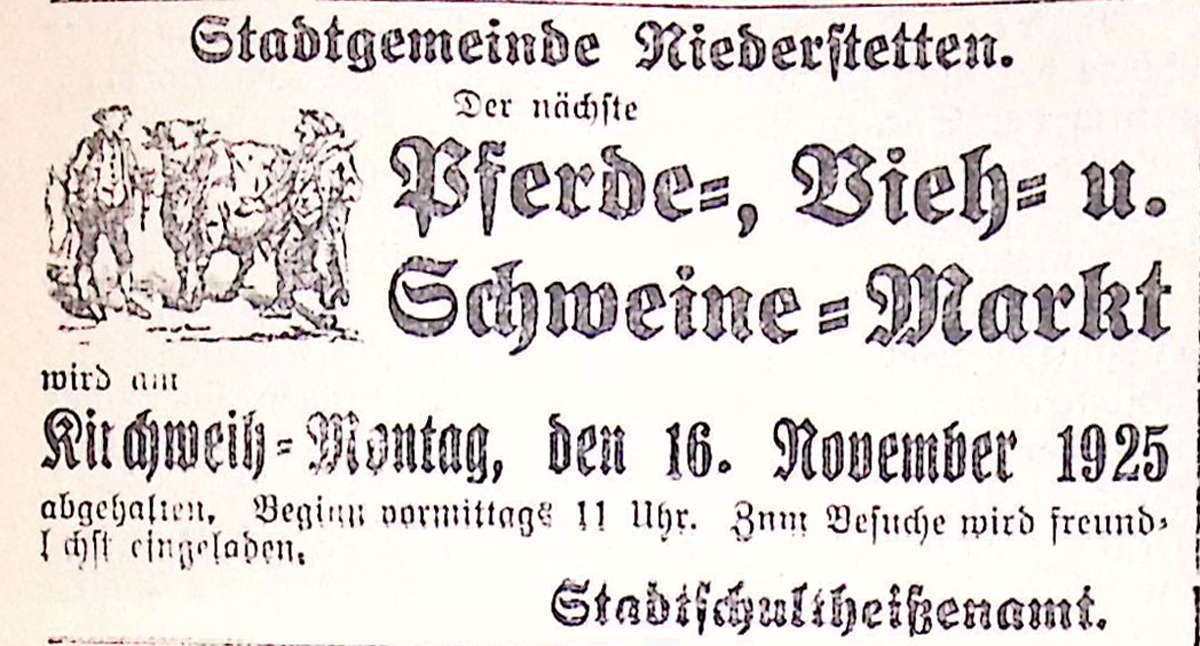 Stadtgemeinde Niederstetten.
Der nächste
Pferde=, Vieh= u.
Schweine=Markt
wird am
Kirchweih=Montag, den 16. November 1925
abgehalten. Beginn vormittags 11 Uhr. Zum Besuche wird freund=
lichst eingeladen.
Stadtschultheißenamt.